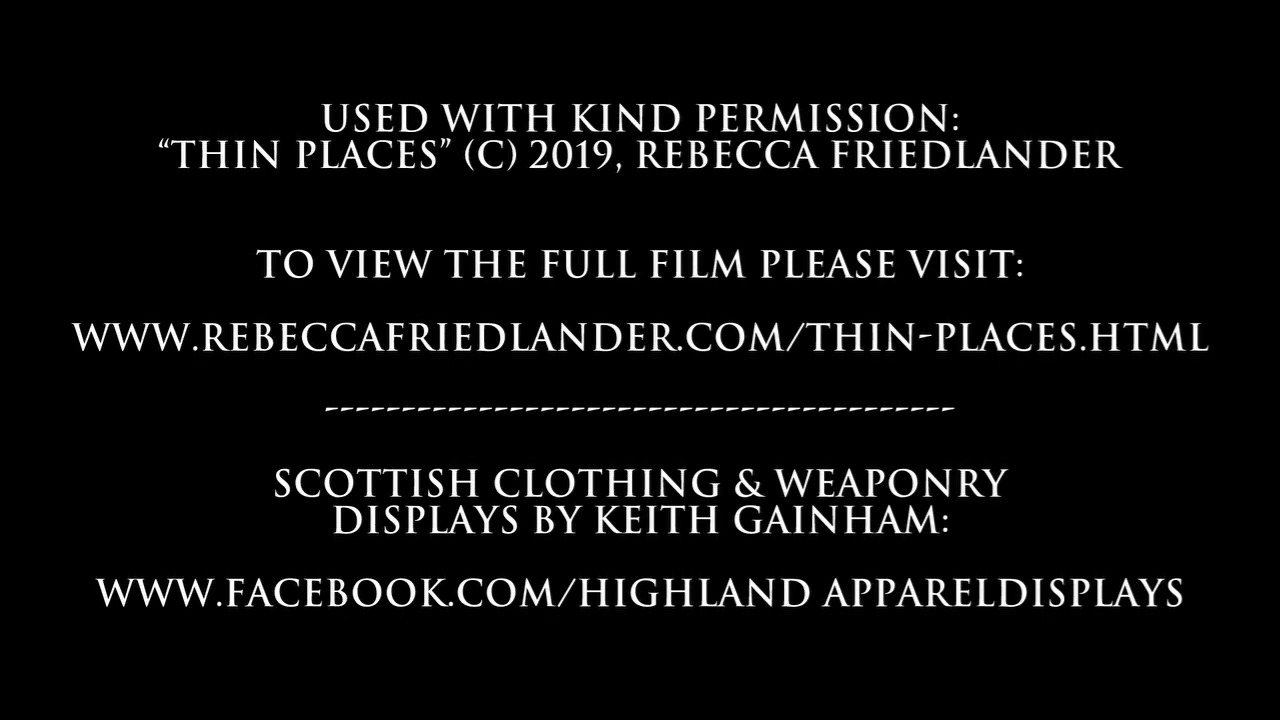 USED WITH KIND PERMISSION:
“THIN PLACES” (C) 2019, REBECCA FRIEDLANDER
TO VIEW THE FULL FILM PLEASE VISIT:
WWW.REBECCAFRIEDLANDER.COM/THIN-PLACES.HTML
-----------------------------------------
SCOTTISH CLOTHING & WEAPONRY
DISPLAYS BY KEITH GAINHAM:
WWW.FACEBOOK.COM/HIGHLAND APPARELDISPLAYS